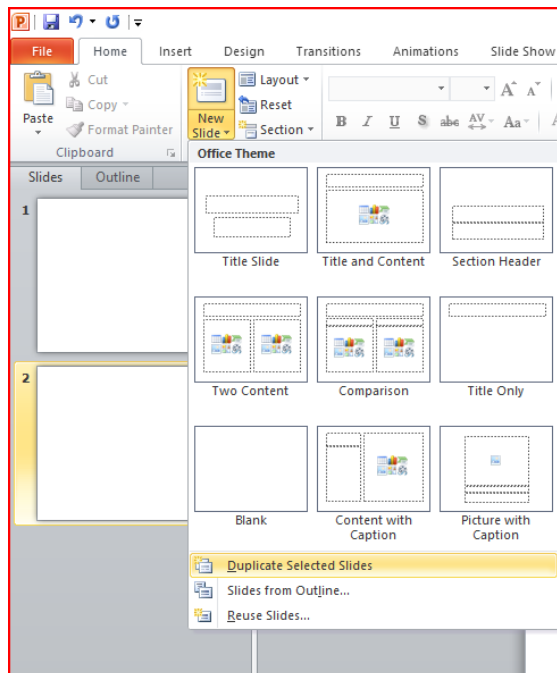 File Home Insert Design Transitions Animations Slide Show
Cut
Copy
Format Painter
Paste
Clipboard
New
Slide
Layout
Reset
Section
B I U S abc AV Aa
Slides Outline
1
2
Office Theme
Title Slide Title and Content Section Header
Two Content Comparison Title Only
Blank Content with Caption Picture with Caption
Duplicate Selected Slides
Slides from Outline...
Reuse Slides...